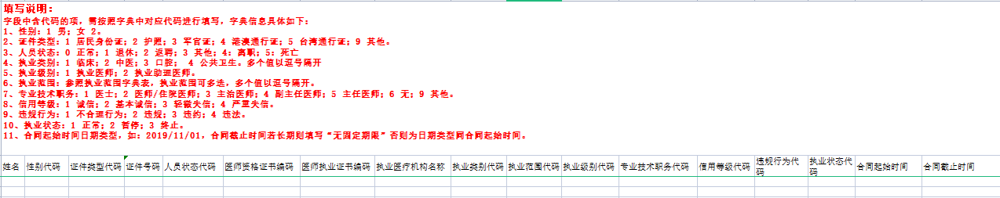 填写说明：
字段中含代码的项，需按照字典中对应代码进行填写，字典信息具体如下：
1、性别：1 男；女 2。
2、证件类型：1 居民身份证；2 护照；3 军官证；4 港澳通行证；5 台湾通行证；9 其他。
3、人员状态：0 正常；1 退休；2 返聘；3 其他；4：离职；5：死亡
4、执业类别：1 临床；2 中医；3 口腔； 4 公共卫生。多个值以逗号隔开
5、执业级别：1 执业医师；2 执业助理医师。
6、执业范围：参照执业范围字典表，执业范围可多选，多个值以逗号隔开。
7、专业技术职务：1 医士；2 医师/住院医师；3 主治医师；4 副主任医师；5 主任医师；6 无；9 其他。
8、信用等级：1 诚信；2 基本诚信；3 轻微失信；4 严重失信。
9、违规行为：1 不合理行为；2 违规；3 违约；4 违法。
10、执业状态：1 正常；2 暂停；3 终止。
11、合同起始时间日期类型，如：2019/11/01，合同截止时间若长期则填写“无固定期限”否则为日期类型同合同起始时间。
姓名 性别代码 证件类型代码 证件号码 人员状态代码 医师资格证书编码 医师执业证书编码 执业医疗机构名称 执业类别代码 执业范围代码 执业级别代码 专业技术职务代码 信用等级代码 违规行为代码 执业状态代码 合同起始时间 合同截止时间